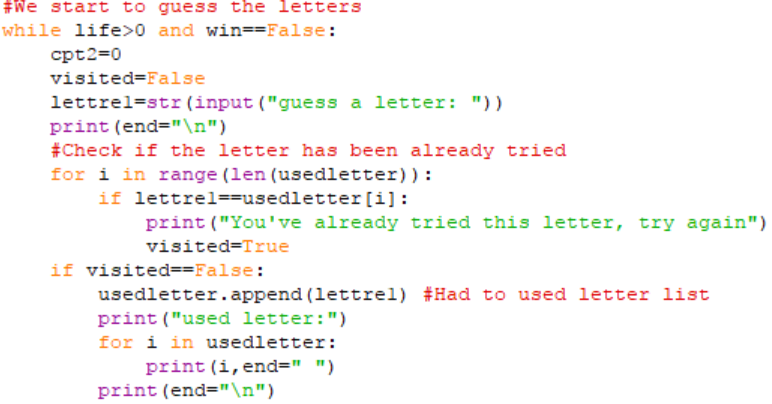 #We start to guess the letters
while life>0 and win==False:
    cpt2=0
    visited=False
    lettrel=str(input("guess a letter: "))
    print(end="\n")
    #Check if the letter has been already tried
    for i in range(len(usedletter)):
        if lettrel==usedletter[i]:
            print("You've already tried this letter, try again")
            visited=True
    if visited==False:
        usedletter.append(lettrel) #Had to used letter list
        print("used letter:")
        for i in usedletter:
            print(i,end=" ")
        print(end="\n")